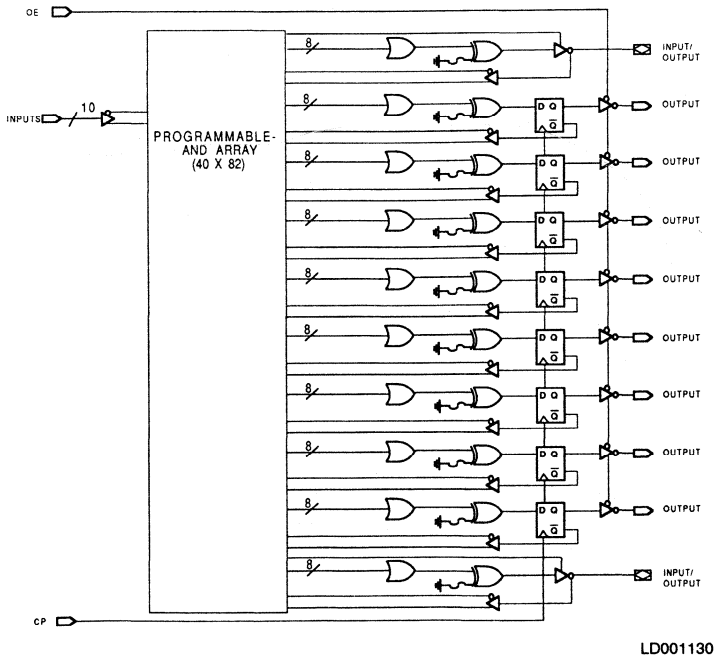 OE
8
INPUT/
OUTPUT
10
INPUTS
8
D Q
Q
OUTPUT
PROGRAMMABLE-
AND ARRAY
(40 X 82)
8
D Q
Q
OUTPUT
8
D Q
Q
OUTPUT
8
D Q
Q
OUTPUT
8
D Q
Q
OUTPUT
8
D Q
Q
OUTPUT
8
D Q
Q
OUTPUT
8
D Q
Q
OUTPUT
8
INPUT/
OUTPUT
CP
LD001130